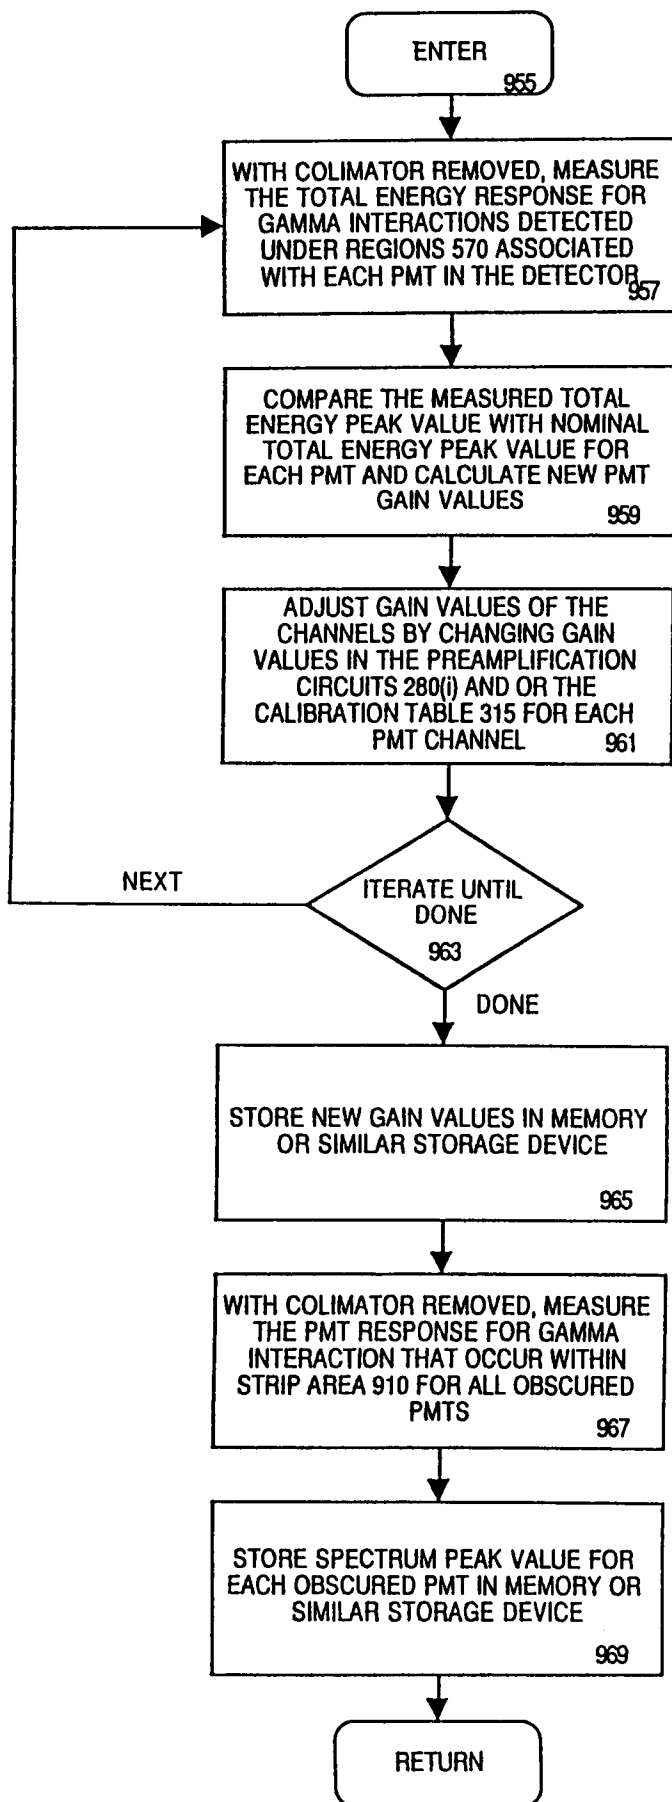 ENTER
955
WITH COLIMATOR REMOVED, MEASURE
THE TOTAL ENERGY RESPONSE FOR
GAMMA INTERACTIONS DETECTED
UNDER REGIONS 570 ASSOCIATED
WITH EACH PMT IN THE DETECTOR
957
COMPARE THE MEASURED TOTAL
ENERGY PEAK VALUE WITH NOMINAL
TOTAL ENERGY PEAK VALUE FOR
EACH PMT AND CALCULATE NEW PMT
GAIN VALUES
959
ADJUST GAIN VALUES OF THE
CHANNELS BY CHANGING GAIN
VALUES IN THE PREAMPLIFICATION
CIRCUITS 280(i) AND OR THE
CALIBRATION TABLE 315 FOR EACH
PMT CHANNEL
961
NEXT
ITERATE UNTIL
DONE
963
DONE
STORE NEW GAIN VALUES IN MEMORY
OR SIMILAR STORAGE DEVICE
965
WITH COLIMATOR REMOVED, MEASURE
THE PMT RESPONSE FOR GAMMA
INTERACTION THAT OCCUR WITHIN
STRIP AREA 910 FOR ALL OBSCURED
PMTS
967
STORE SPECTRUM PEAK VALUE FOR
EACH OBSCURED PMT IN MEMORY OR
SIMILAR STORAGE DEVICE
969
RETURN